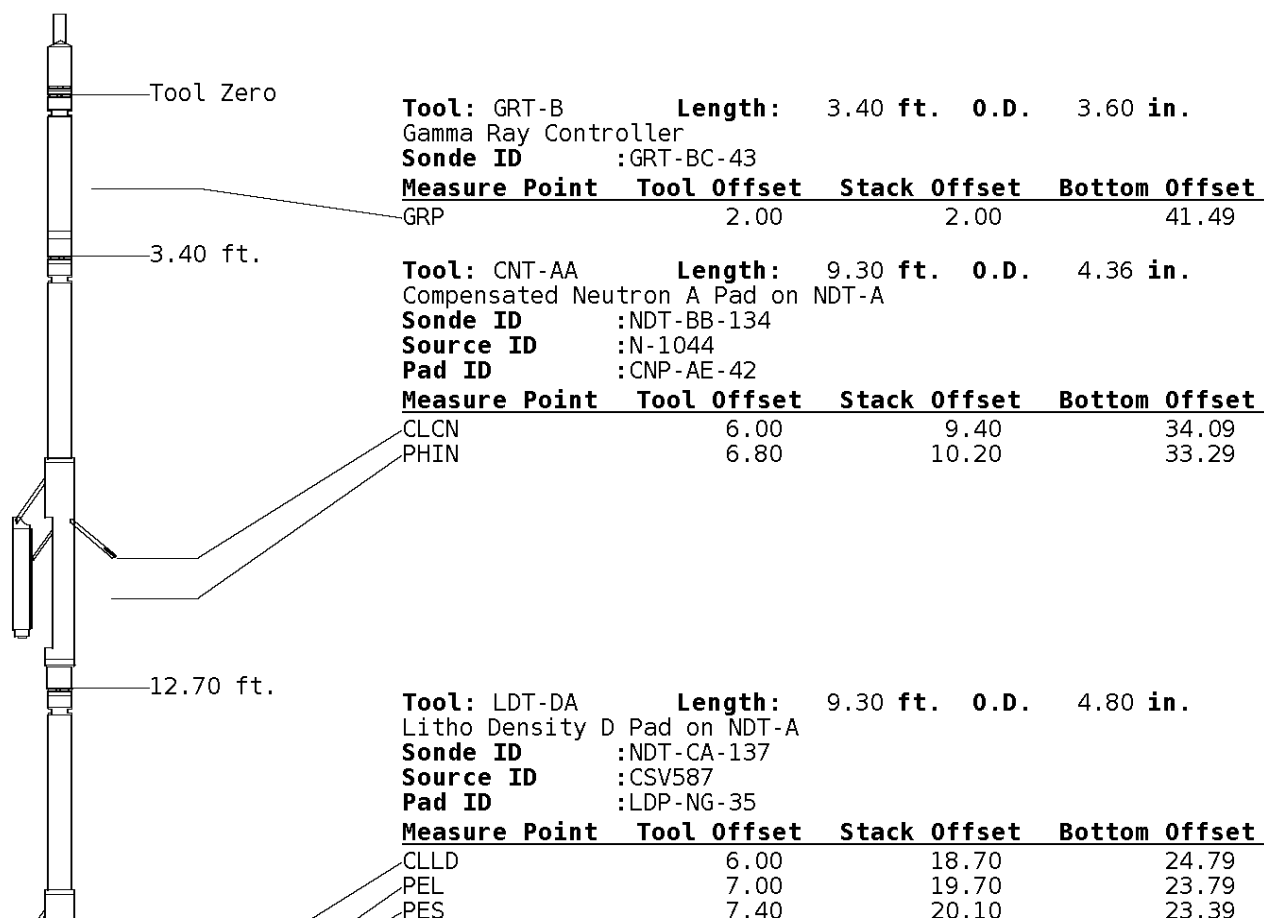 Tool Zero
Tool: GRT-B Length: 3.40 ft. O.D. 3.60 in.
Gamma Ray Controller
Sonde ID :GRT-BC-43
Measure Point Tool Offset Stack Offset Bottom Offset
GRP 2.00 2.00 41.49
3.40 ft.
Tool: CNT-AA Length: 9.30 ft. O.D. 4.36 in.
Compensated Neutron A Pad on NDT-A
Sonde ID :NDT-BB-134
Source ID :N-1044
Pad ID :CNP-AE-42
Measure Point Tool Offset Stack Offset Bottom Offset
CLCN 6.00 9.40 34.09
PHIN 6.80 10.20 33.29
12.70 ft.
Tool: LDT-DA Length: 9.30 ft. O.D. 4.80 in.
Litho Density D Pad on NDT-A
Sonde ID :NDT-CA-137
Source ID :CSV587
Pad ID :LDP-NG-35
Measure Point Tool Offset Stack Offset Bottom Offset
CLLD 6.00 18.70 24.79
PEL 7.00 19.70 23.79
PES 7.40 20.10 23.39